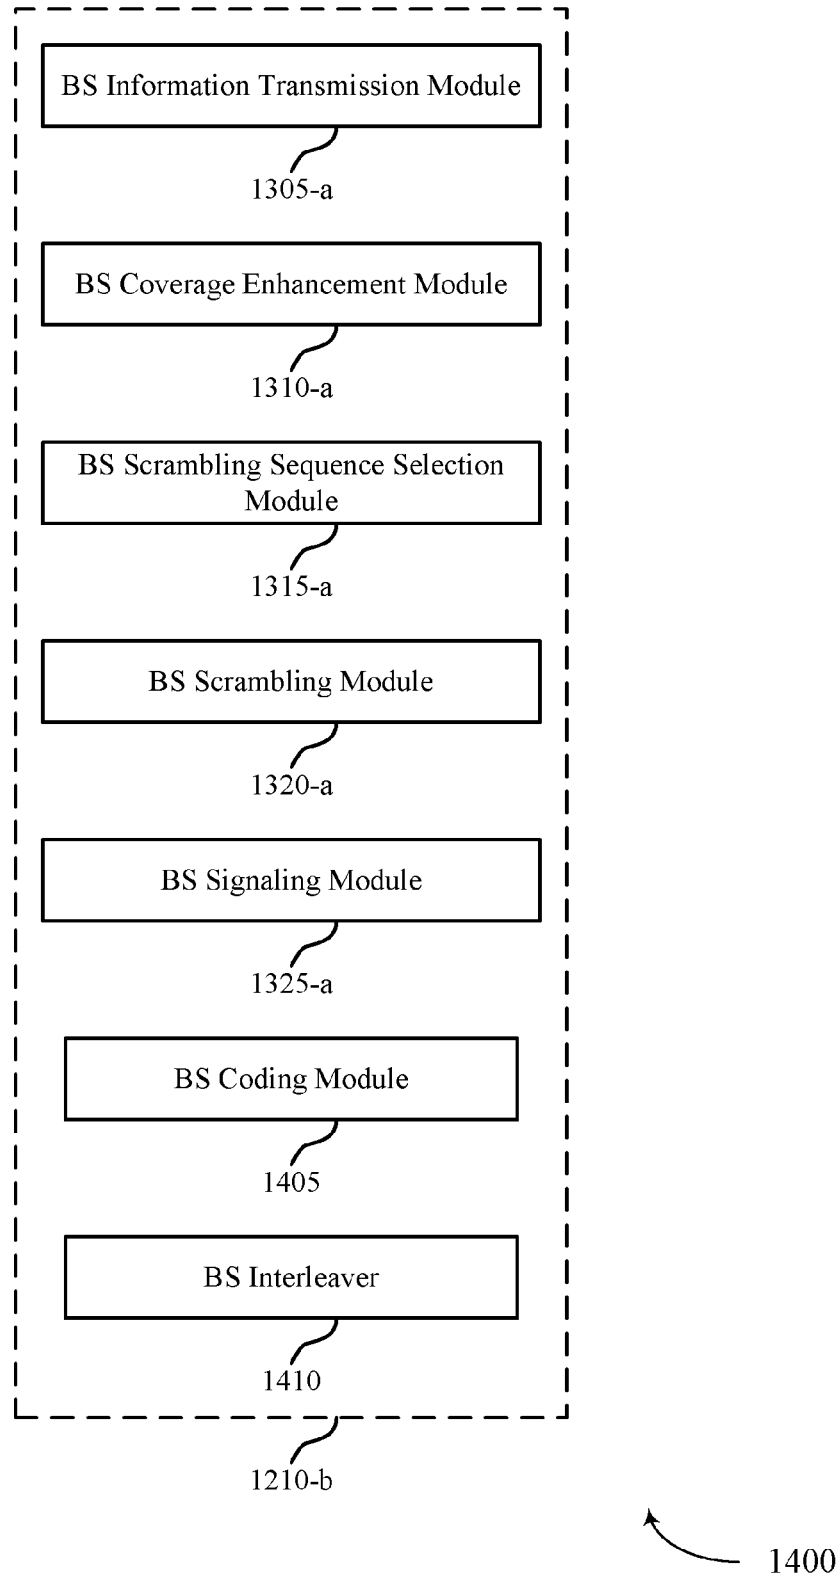 BS Information Transmission Module
1305-a
BS Coverage Enhancement Module
1310-a
BS Scrambling Sequence Selection
Module
1315-a
BS Scrambling Module
1320-a
BS Signaling Module
1325-a
BS Coding Module
1405
BS Interleaver
1410
1210-b
1400